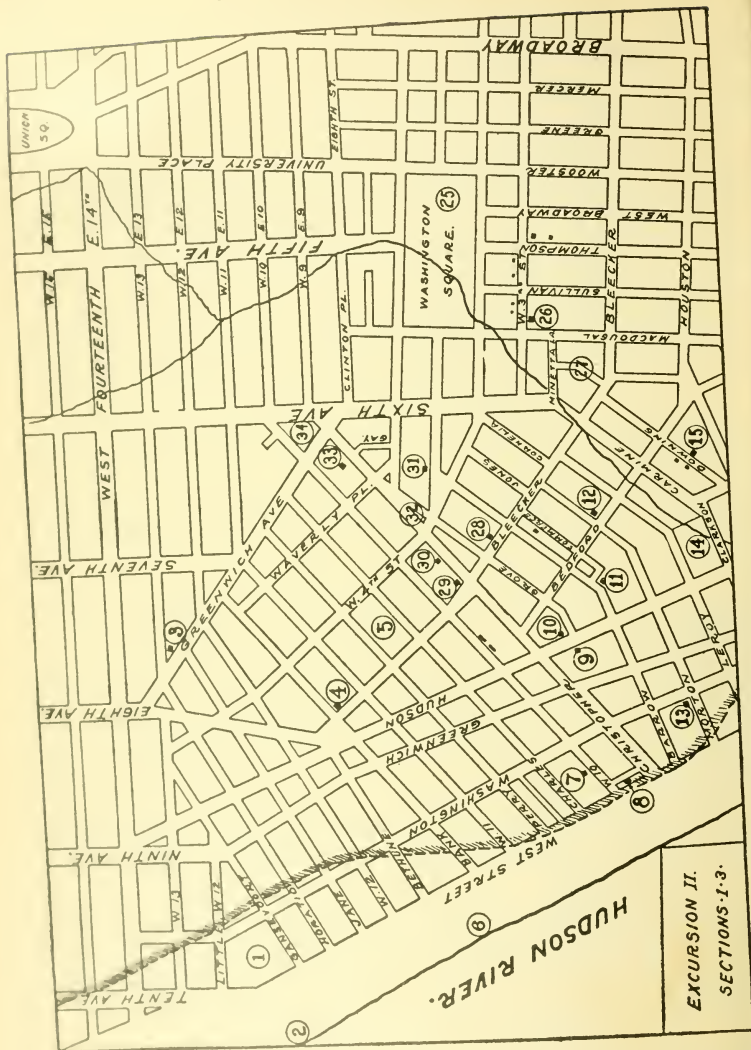 UNION
SQ.
BROADWAY
MERCER
GREENE
WOOSTER
WEST
BROADWAY
THOMPSON
SULLIVAN
MACDOUGAL
EIGHTH ST.
UNIVERSITY PLACE
E. 15
E. 14TH
E. 13
E. 12
E. 11
E. 10
E. 9
FIFTH AVE.
W. 15
FOURTEENTH
WEST
W. 13
W. 12
W. 11
W. 10
W. 9
CLINTON PL.
WASHINGTON
SQUARE.
25
W. 3 ST
26
BLEECKER
HOUSTON
MINETTA LA
27
SIXTH AVE
GAY
34
33
31
32
CORNELIA
JONES
BLEECKER
CARMINE
DOWNING
15
12
BEDFORD
COMMERCE
28
30
29
GREENWICH AVE
WAVERLY PL.
W. 4TH ST
SEVENTH AVE.
3
5
4
GROVE
11
14
CLARKSON
10
9
LEROY
EIGHTH AVE.
HUDSON
GREENWICH
CHRISTOPHER
BARROW
MORTON
13
WASHINGTON
CHARLES
W. 10
7
8
PERRY
W. 11
BANK
BETHUNE
W. 12
JANE
HORATIO
GANSEVOORT
LITTLE W. 12
W. 13
NINTH AVE.
TENTH AVE
1
WEST STREET
6
2
HUDSON RIVER.
EXCURSION II.
SECTIONS·1·3·